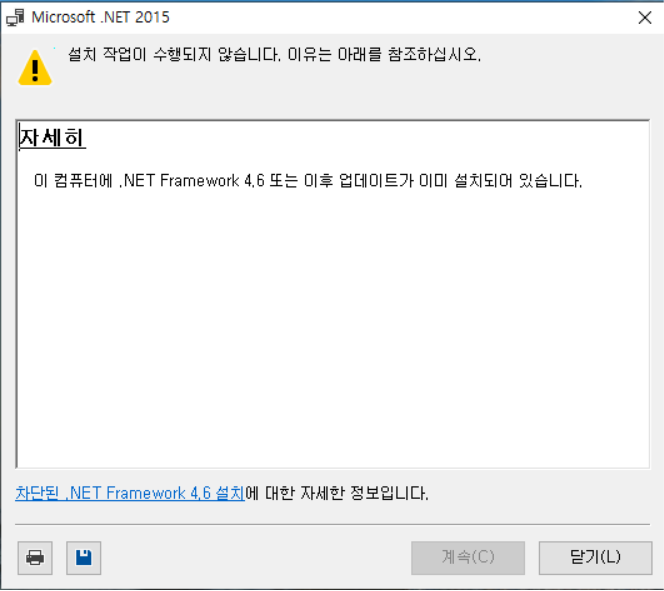 Microsoft .NET 2015
설치 작업이 수행되지 않습니다. 이유는 아래를 참조하십시오.
자세히
이 컴퓨터에 .NET Framework 4.6 또는 이후 업데이트가 이미 설치되어 있습니다.
차단된 .NET Framework 4.6 설치에 대한 자세한 정보입니다.
계속(C)
닫기(L)